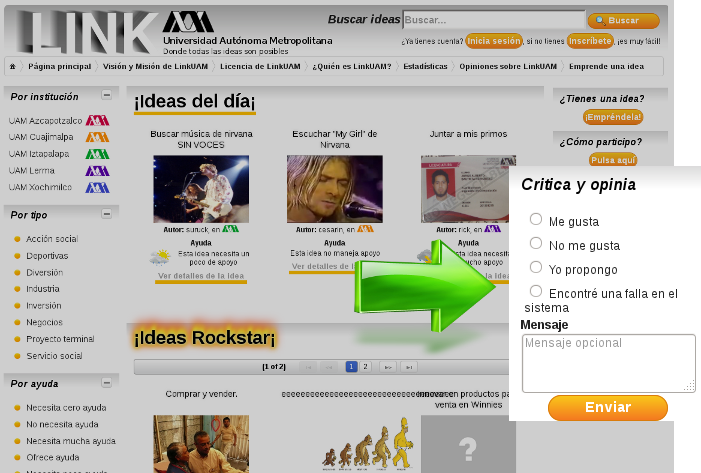 LINK
Universidad Autónoma Metropolitana
Donde todas las ideas son posibles
Buscar ideas Buscar... Buscar
¿Ya tienes cuenta? Inicia sesión, si no tienes Inscríbete, ¡es muy fácil!
Página principal Visión y Misión de LinkUAM Licencia de LinkUAM ¿Quién es LinkUAM? Estadísticas Opiniones sobre LinkUAM Emprende una idea
Por institución
UAM Azcapotzalco
UAM Cuajimalpa
UAM Iztapalapa
UAM Lerma
UAM Xochimilco
Por tipo
Acción social
Deportivas
Diversión
Industria
Inversión
Negocios
Proyecto terminal
Servicio social
Por ayuda
Necesita cero ayuda
No necesita ayuda
Necesita mucha ayuda
Ofrece ayuda
¡Ideas del día¡
Buscar música de nirvana
SIN VOCES
Autor: suruck, en
Ayuda
Esta idea necesita un
poco de apoyo
Ver detalles de la idea
Escuchar "My Girl" de
Nirvana
Autor: cesarin, en
Ayuda
Esta idea no maneja apoyo
Ver detalles de la
Juntar a mis primos
Autor: rick, en
Ayuda
idea necesita
mucho apoyo
la idea
¡Ideas Rockstar¡
(1 of 2) 1 2
Comprar y vender.
en productos pa
venta en Winnies
?
¿Tienes una idea?
¡Empréndela!
¿Cómo participo?
Pulsa aquí
Critica y opinia
Me gusta
No me gusta
Yo propongo
Encontré una falla en el
sistema
Mensaje
Mensaje opcional
Enviar